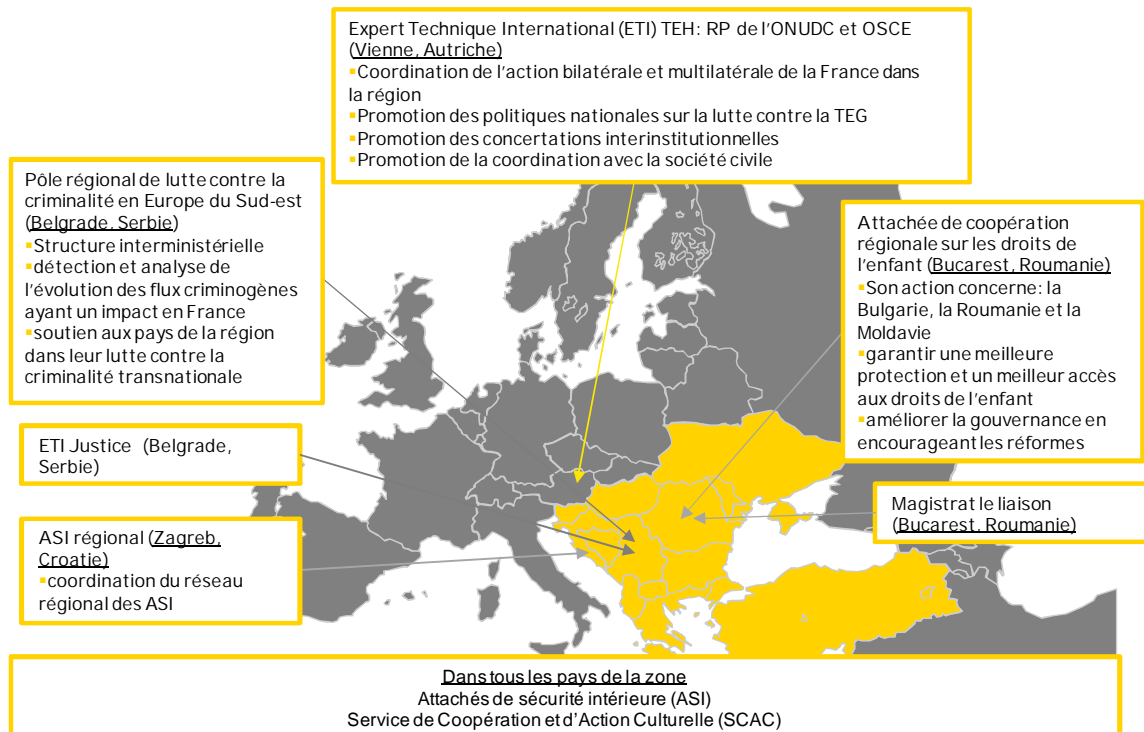 Expert Technique International (ETI) TEH: RP de l'ONUDC et OSCE
(Vienne, Autriche)
▪Coordination de l'action bilatérale et multilatérale de la France dans
la région
▪Promotion des politiques nationales sur la lutte contre la TEG
▪Promotion des concertations interinstitutionnelles
▪Promotion de la coordination avec la société civile
Pôle régional de lutte contre la
criminalité en Europe du Sud-est
(Belgrade, Serbie)
▪Structure interministérielle
▪détection et analyse de
l'évolution des flux criminogènes
ayant un impact en France
▪soutien aux pays de la région
dans leur lutte contre la
criminalité transnationale
Attachée de coopération
régionale sur les droits de
l'enfant (Bucarest, Roumanie)
▪Son action concerne: la
Bulgarie, la Roumanie et la
Moldavie
▪garantir une meilleure
protection et un meilleur accès
aux droits de l'enfant
▪améliorer la gouvernance en
encourageant les réformes
ETI Justice (Belgrade,
Serbie)
Magistrat le liaison
(Bucarest, Roumanie)
ASI régional (Zagreb,
Croatie)
▪coordination du réseau
régional des ASI
Dans tous les pays de la zone
Attachés de sécurité intérieure (ASI)
Service de Coopération et d'Action Culturelle (SCAC)